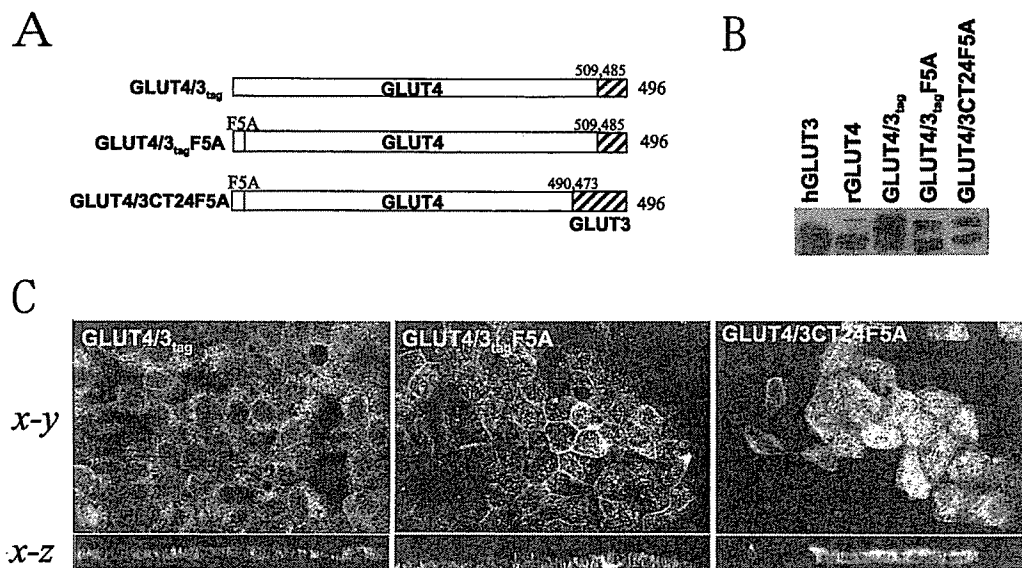 A
B
509,485
GLUT4/3tag
GLUT4
496
F5A
509,485
GLUT4/3tagF5A
GLUT4
496
F5A
490,473
GLUT4/3CT24F5A
GLUT4
496
GLUT3
hGLUT3
rGLUT4
GLUT4/3tag
GLUT4/3tagF5A
GLUT4/3CT24F5A
C
GLUT4/3tag
GLUT4/3tagF5A
GLUT4/3CT24F5A
x-y
x-z